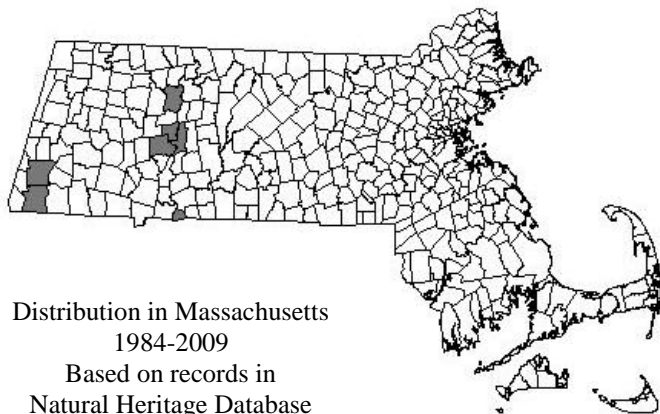 Distribution in Massachusetts
1984-2009
Based on records in
Natural Heritage Database